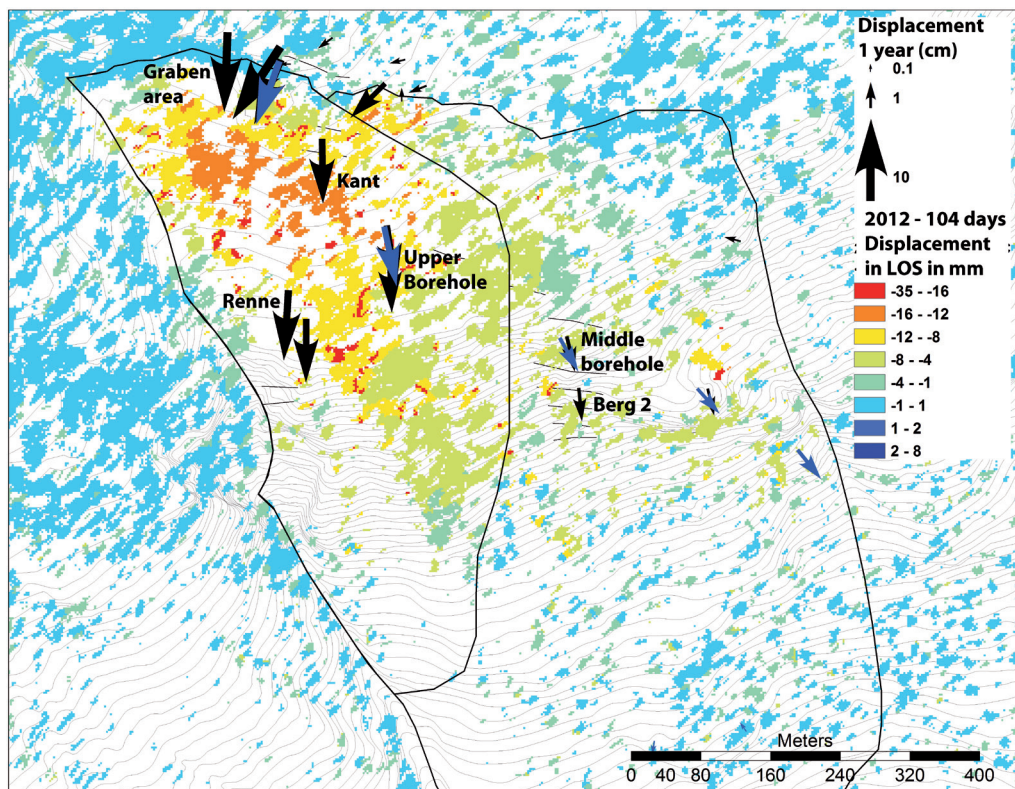 Graben
area
Kant
Upper
Borehole
Renne
Middle
borehole
Berg 2
Displacement
1 year (cm)
0.1
1
10
2012 - 104 days
Displacement
in LOS in mm
-35 - -16
-16 - -12
-12 - -8
-8 - -4
-4 - -1
-1 - 1
1 - 2
2 - 8
Meters
0 40 80 160 240 320 400